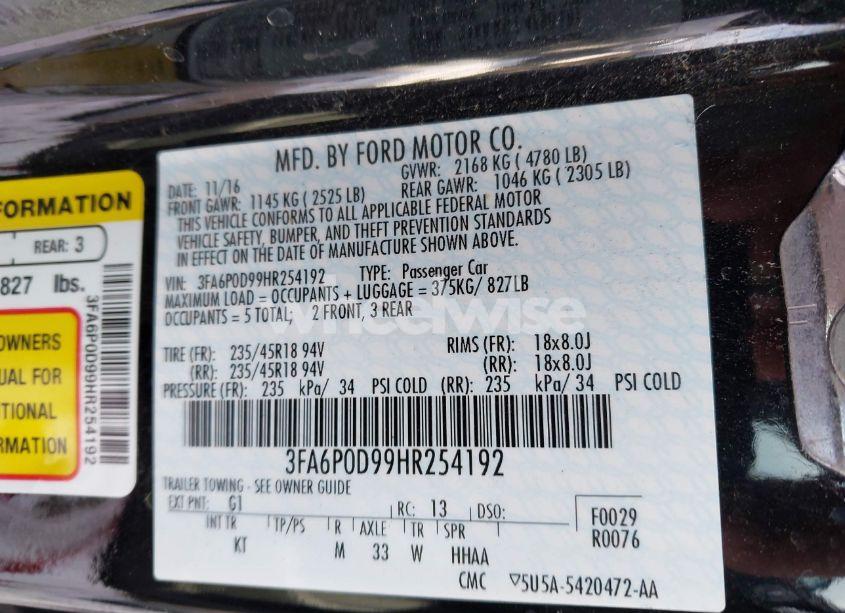 MFD. BY FORD MOTOR CO.
DATE: 11/16 GVWR: 2168 KG ( 4780 LB)
FRONT GAWR: 1145 KG ( 2525 LB) REAR GAWR: 1046 KG ( 2305 LB)
THIS VEHICLE CONFORMS TO ALL APPLICABLE FEDERAL MOTOR
VEHICLE SAFETY, BUMPER, AND THEFT PREVENTION STANDARDS
IN EFFECT ON THE DATE OF MANUFACTURE SHOWN ABOVE.
VIN: 3FA6P0D99HR254192 TYPE: Passenger Car
MAXIMUM LOAD = OCCUPANTS + LUGGAGE = 375KG/ 827LB
OCCUPANTS = 5 TOTAL; 2 FRONT, 3 REAR
TIRE (FR): 235/45R18 94V RIMS (FR): 18x8.0J
(RR): 235/45R18 94V (RR): 18x8.0J
PRESSURE (FR): 235 kPa/ 34 PSI COLD (RR): 235 kPa/ 34 PSI COLD
3FA6P0D99HR254192
TRAILER TOWING - SEE OWNER GUIDE
EXT PNT: G1 RC: 13 DSO: F0029
R0076
INT TR TP/PS R AXLE TR SPR
KT M 33 W HHAA
CMC ▽5U5A-5420472-AA
FORMATION
REAR: 3
827 lbs.
3FA6P0D99HR254192
OWNERS
UAL FOR
ITIONAL
ORMATION
wheelwise